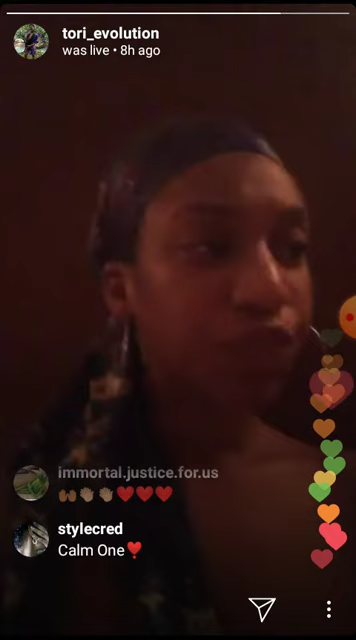 tori_evolution
was live • 8h ago
immortal.justice.for.us
🙌🏾👏🏽👏🏽❤️❤️❤️
stylecred
Calm One❣️